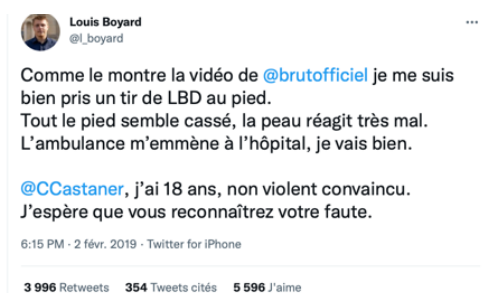 Louis Boyard
@l_boyard
Comme le montre la vidéo de @brutofficiel je me suis
bien pris un tir de LBD au pied.
Tout le pied semble cassé, la peau réagit très mal.
L'ambulance m'emmène à l'hôpital, je vais bien.
@CCastaner, j'ai 18 ans, non violent convaincu.
J'espère que vous reconnaîtrez votre faute.
6:15 PM · 2 févr. 2019 · Twitter for iPhone
3 996 Retweets 354 Tweets cités 5 596 J'aime